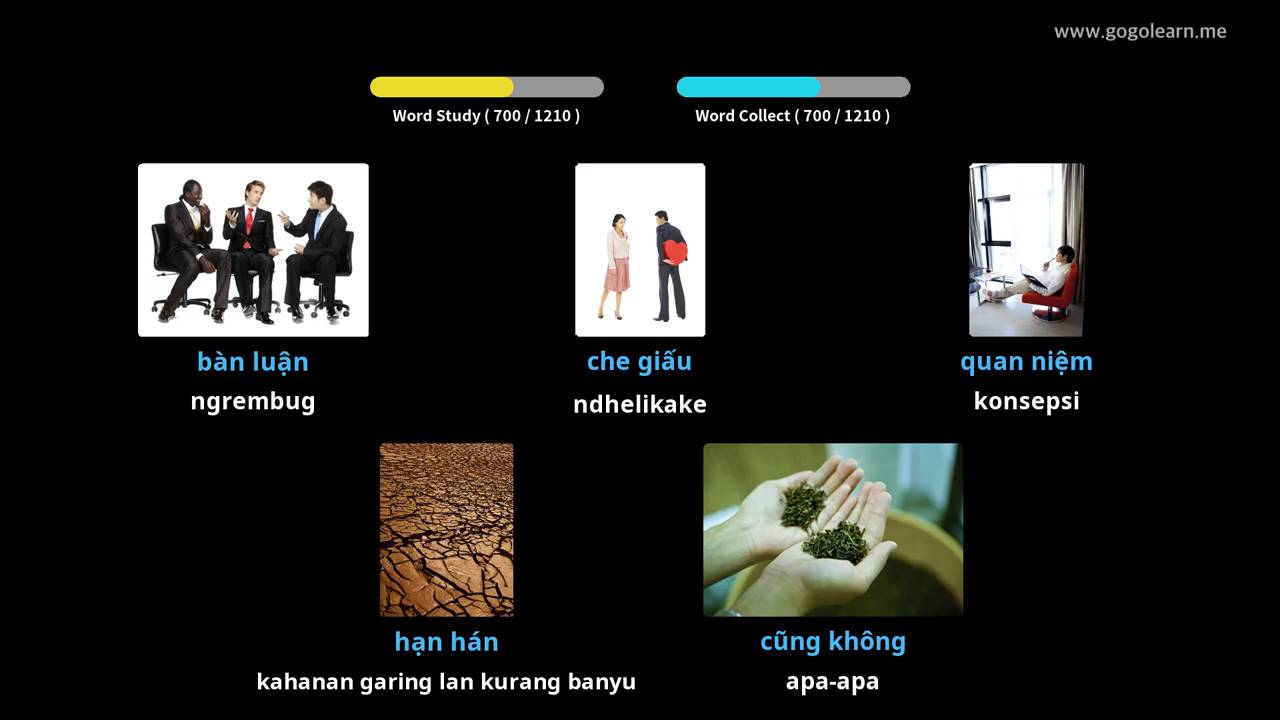 www.gogolearn.me
Word Study ( 700 / 1210 )
Word Collect ( 700 / 1210 )
bàn luận
ngrembug
che giấu
ndhelikake
quan niệm
konsepsi
hạn hán
kahanan garing lan kurang banyu
cũng không
apa-apa